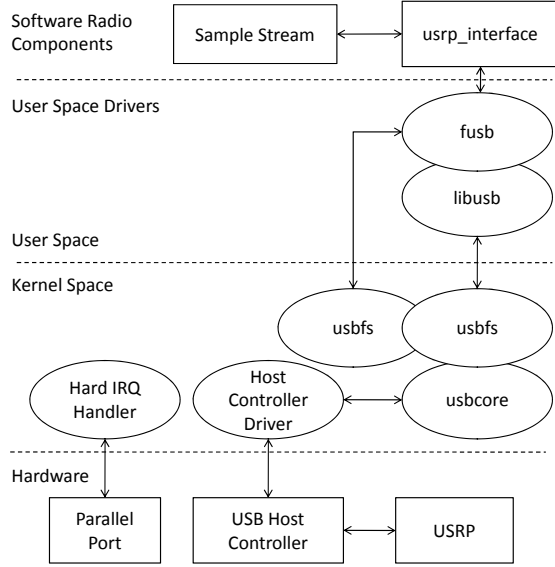 Software Radio
Components
Sample Stream
usrp_interface
User Space Drivers
fusb
libusb
User Space
Kernel Space
usbfs
usbfs
Hard IRQ
Handler
Host
Controller
Driver
usbcore
Hardware
Parallel
Port
USB Host
Controller
USRP